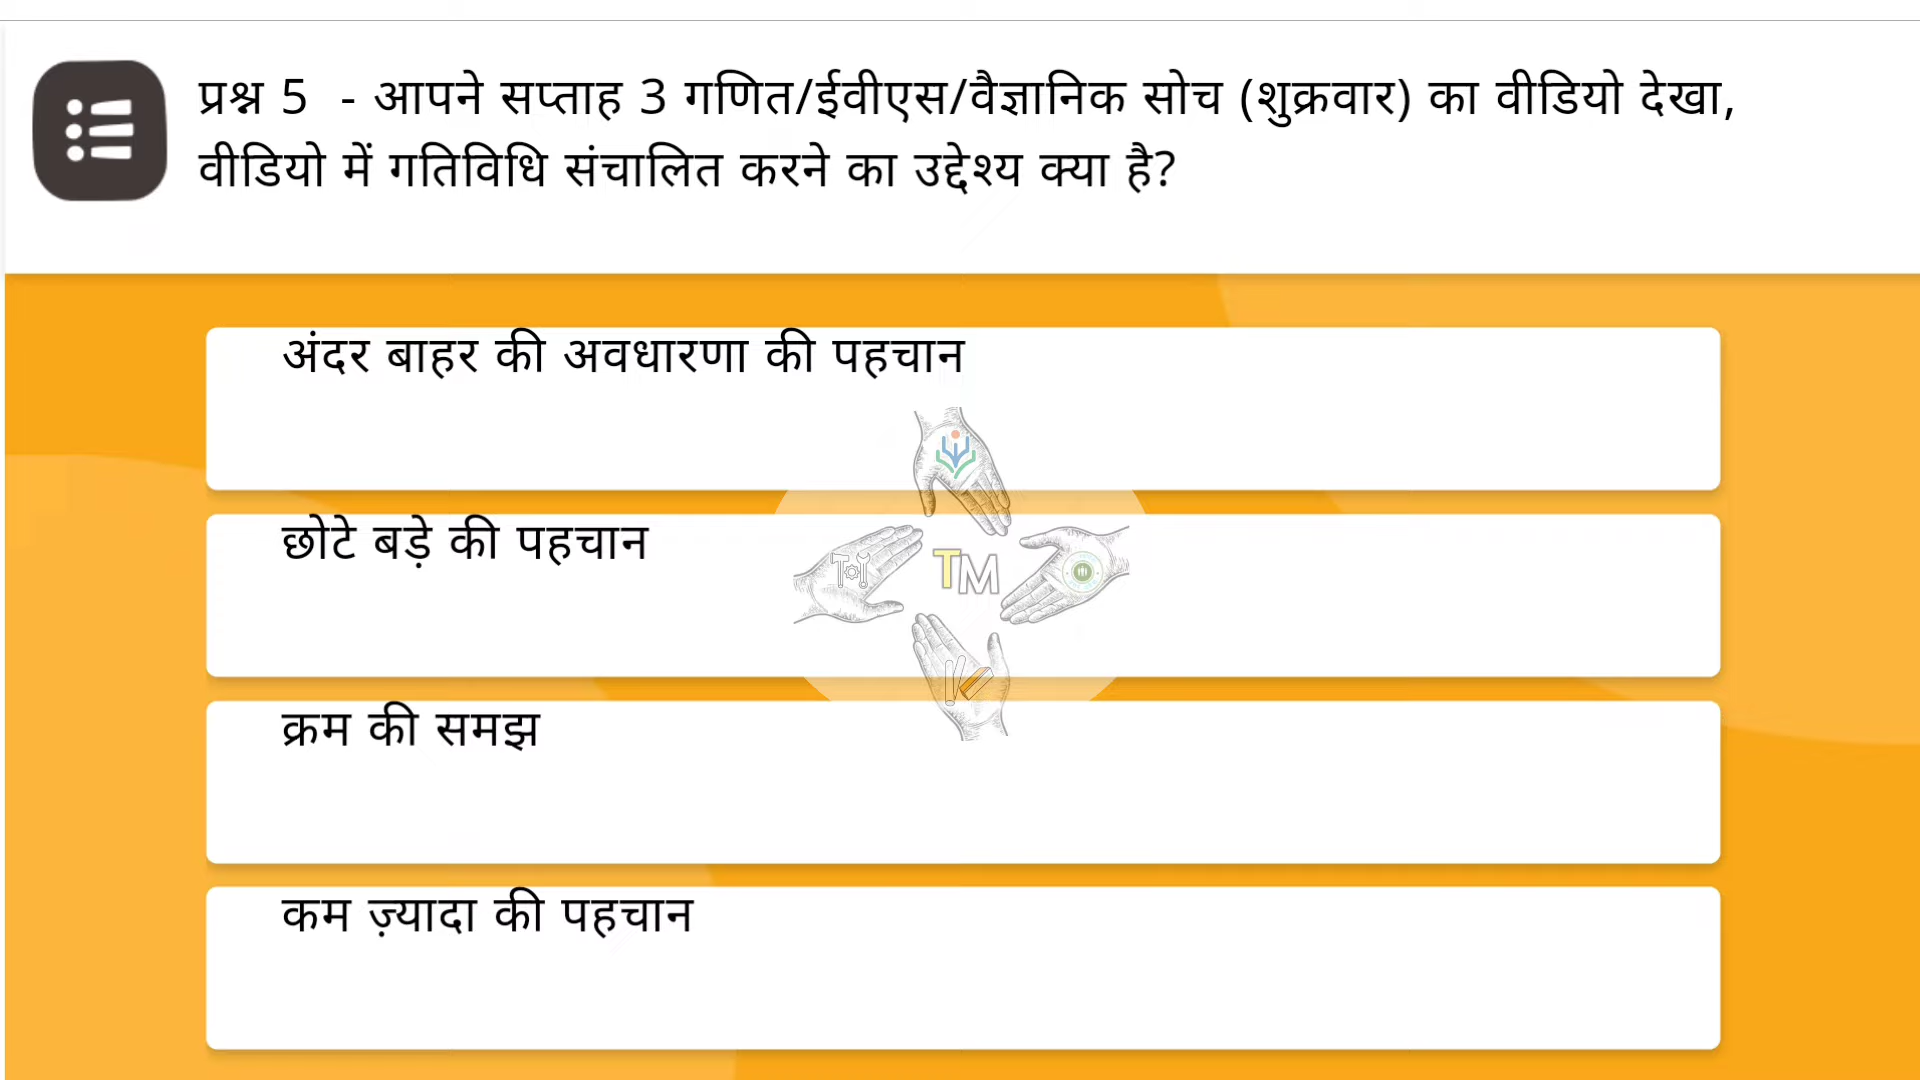 प्रश्न 5 - आपने सप्ताह 3 गणित/ईवीएस/वैज्ञानिक सोच (शुक्रवार) का वीडियो देखा,
वीडियो में गतिविधि संचालित करने का उद्देश्य क्या है?
अंदर बाहर की अवधारणा की पहचान
छोटे बड़े की पहचान
TM
क्रम की समझ
कम ज़्यादा की पहचान